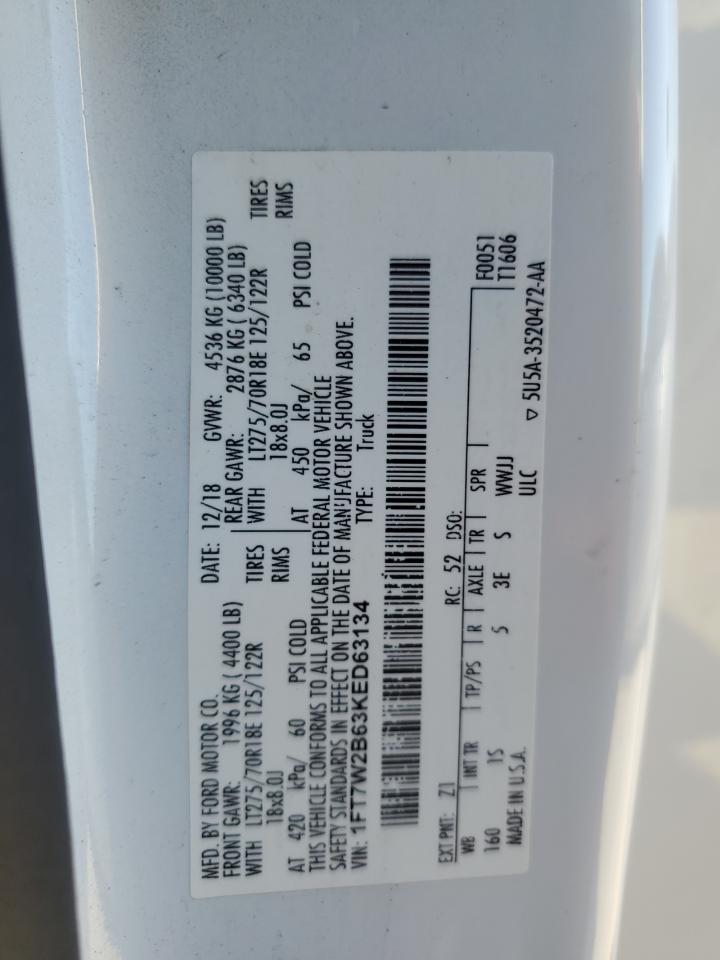 MFD. BY FORD MOTOR CO.
DATE: 12/18 GVWR: 4536 KG (10000 LB)
FRONT GAWR: 1996 KG ( 4400 LB)
REAR GAWR: 2876 KG ( 6340 LB)
WITH LT275/70R18E 125/122R TIRES
WITH LT275/70R18E 125/122R TIRES
18x8.0J RIMS
18x8.0J RIMS
AT 420 kPa/ 60 PSI COLD
AT 450 kPa/ 65 PSI COLD
THIS VEHICLE CONFORMS TO ALL APPLICABLE FEDERAL MOTOR VEHICLE
SAFETY STANDARDS IN EFFECT ON THE DATE OF MANUFACTURE SHOWN ABOVE.
VIN: 1FT7W2B63KED63134 TYPE: Truck
EXT PNT: Z1 RC: 52 DSO:
WB INT TR TP/PS R AXLE TR SPR F0051
160 IS 5 3E S WWJJ T1606
MADE IN U.S.A. ULC ▽ 5U5A-3520472-AA